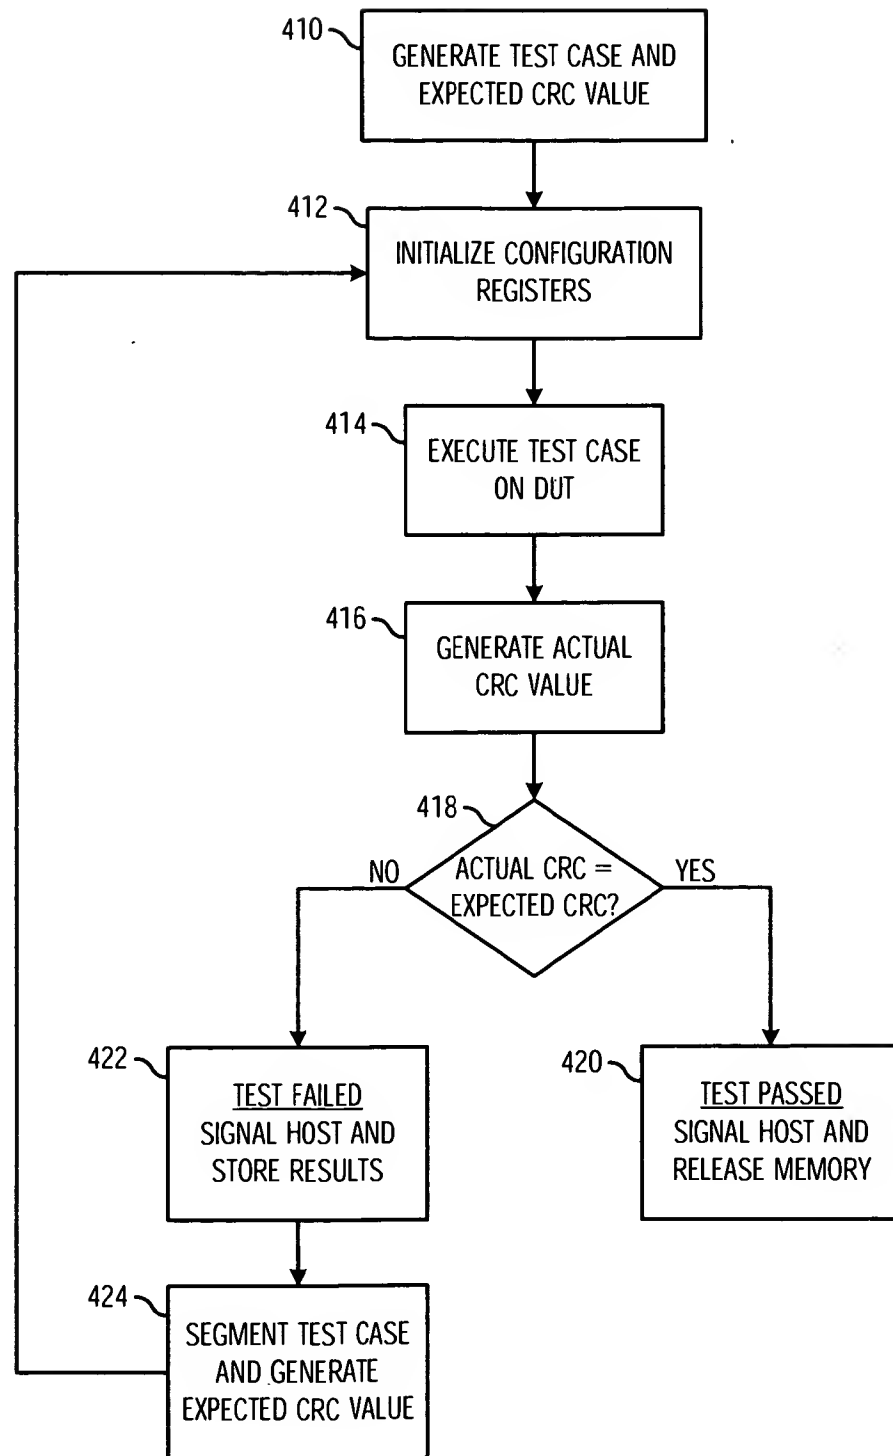 410
GENERATE TEST CASE AND
EXPECTED CRC VALUE
412
INITIALIZE CONFIGURATION
REGISTERS
414
EXECUTE TEST CASE
ON DUT
416
GENERATE ACTUAL
CRC VALUE
418
ACTUAL CRC =
EXPECTED CRC?
NO
YES
422
TEST FAILED
SIGNAL HOST AND
STORE RESULTS
420
TEST PASSED
SIGNAL HOST AND
RELEASE MEMORY
424
SEGMENT TEST CASE
AND GENERATE
EXPECTED CRC VALUE